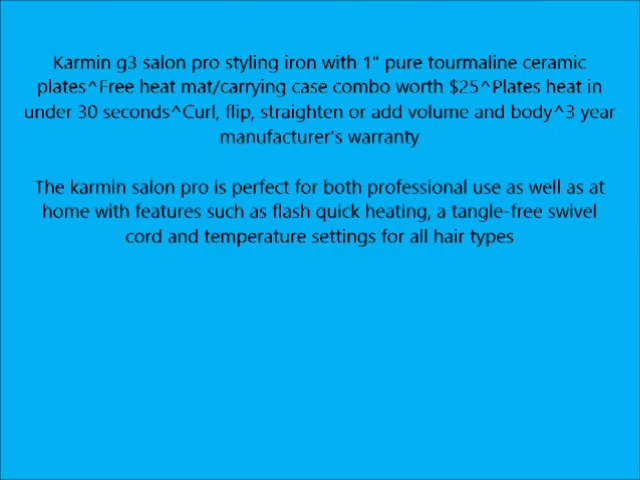 Karmin g3 salon pro styling iron with 1" pure tourmaline ceramic
plates^Free heat mat/carrying case combo worth $25^Plates heat in
under 30 seconds^Curl, flip, straighten or add volume and body^3 year
manufacturer's warranty
The karmin salon pro is perfect for both professional use as well as at
home with features such as flash quick heating, a tangle-free swivel
cord and temperature settings for all hair types